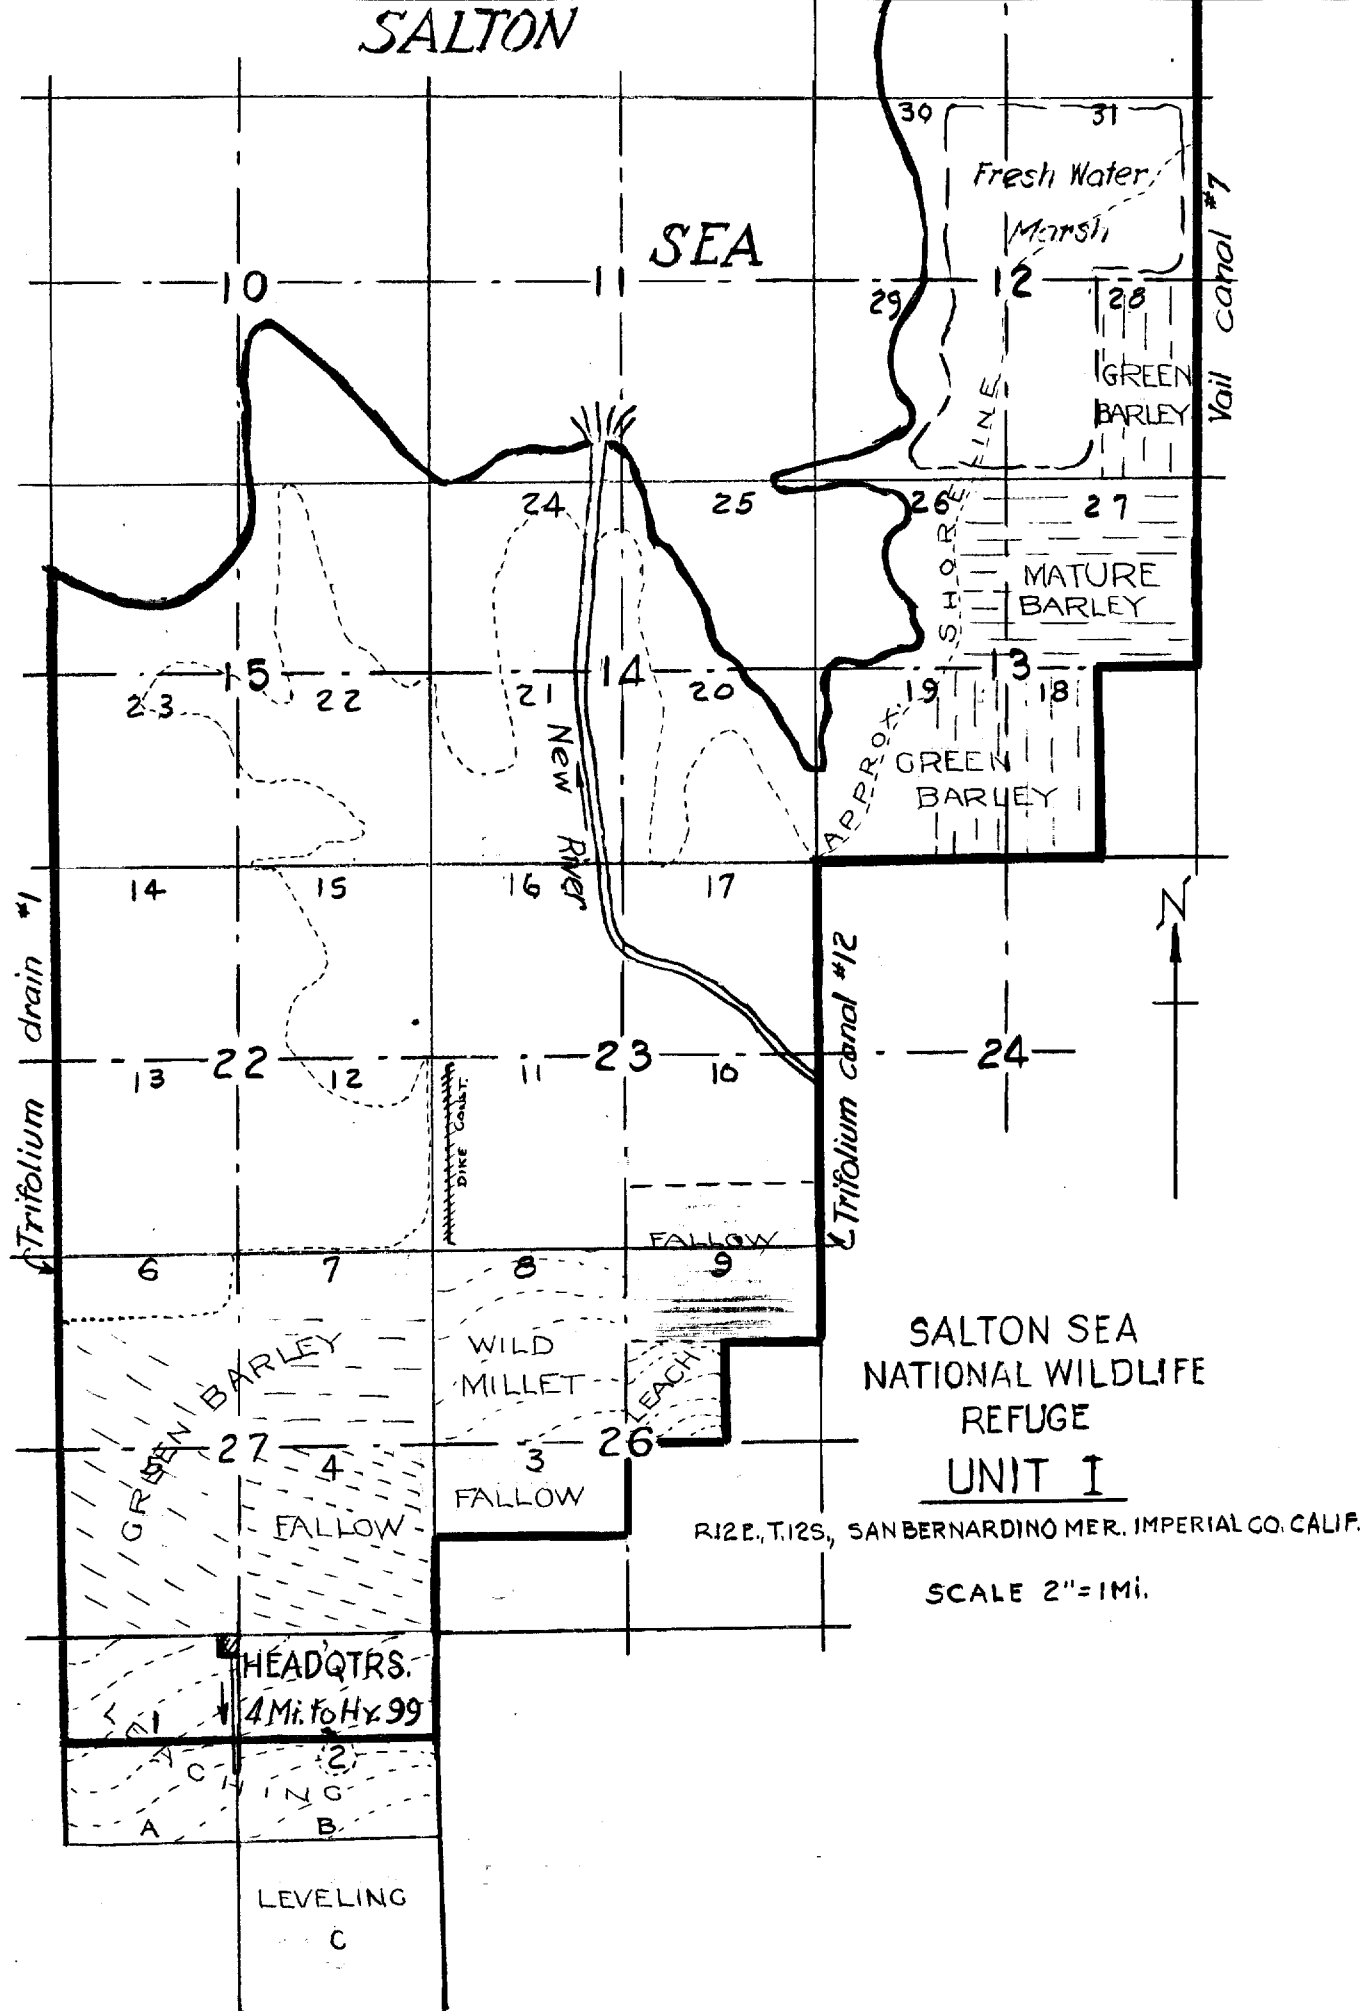 SALTON
30 31
Fresh Water
Marsh
Vail canal #7
SEA
10 11 12
29 28
GREEN
BARLEY
24 25 26 27
MATURE
BARLEY
APPROX. SHORE LINE
15 14 13
23 22 21 20 19 18
New River
GREEN
BARLEY
14 15 16 17
N
Trifolium drain #1
Trifolium canal #12
22 23 24
13 12 11 10
DIKE CONST.
FALLOW
6 7 8 9
GREEN BARLEY
WILD
MILLET
LEACH
SALTON SEA
NATIONAL WILDLIFE
REFUGE
UNIT I
R12E., T.12S., SAN BERNARDINO MER. IMPERIAL CO. CALIF.
SCALE 2"=1Mi.
27 26
5 4 3
FALLOW
FALLOW
HEAD'QTRS.
4 Mi. to Hy. 99
1 2
LEACHING
A B
LEVELING
C